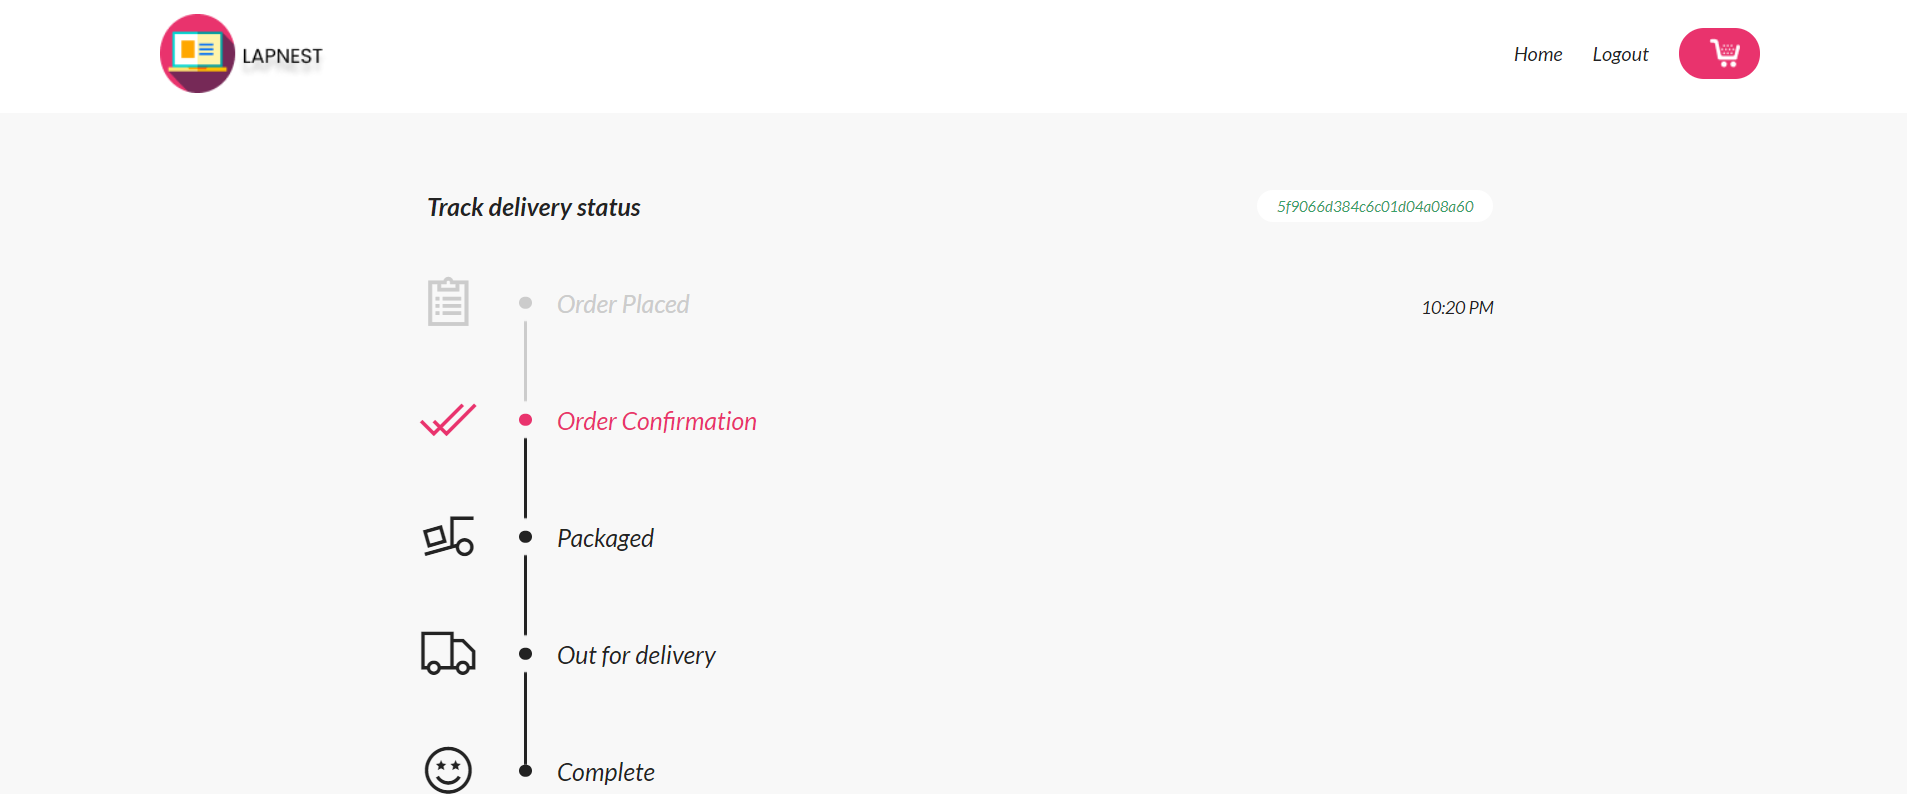 LAPNEST
Home Logout
Track delivery status
5f9066d384c6c01d04a08a60
Order Placed
10:20 PM
Order Confirmation
Packaged
Out for delivery
Complete